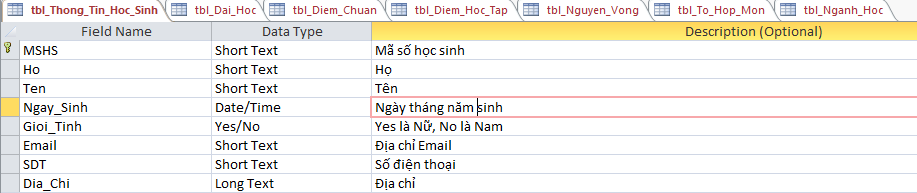 tbl_Thong_Tin_Hoc_Sinh tbl_Dai_Hoc tbl_Diem_Chuan tbl_Diem_Hoc_Tap tbl_Nguyen_Vong tbl_To_Hop_Mon tbl_Nganh_Hoc
Field Name Data Type Description (Optional)
MSHS Short Text Mã số học sinh
Ho Short Text Họ
Ten Short Text Tên
Ngay_Sinh Date/Time Ngày tháng năm sinh
Gioi_Tinh Yes/No Yes là Nữ, No là Nam
Email Short Text Địa chỉ Email
SDT Short Text Số điện thoại
Dia_Chi Long Text Địa chỉ